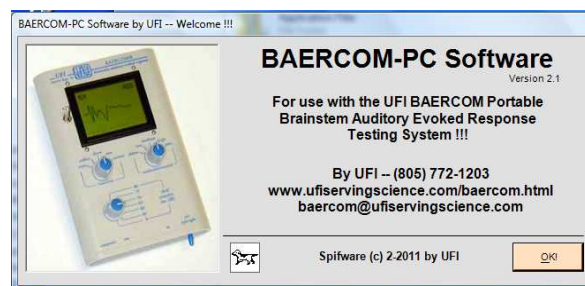 BAERCOM-PC Software by UFI -- Welcome !!!
BAERCOM-PC Software
Version 2.1
For use with the UFI BAERCOM Portable
Brainstem Auditory Evoked Response
Testing System !!!
By UFI -- (805) 772-1203
www.ufiservingscience.com/baercom.html
baercom@ufiservingscience.com
Spifware (c) 2-2011 by UFI
OK!